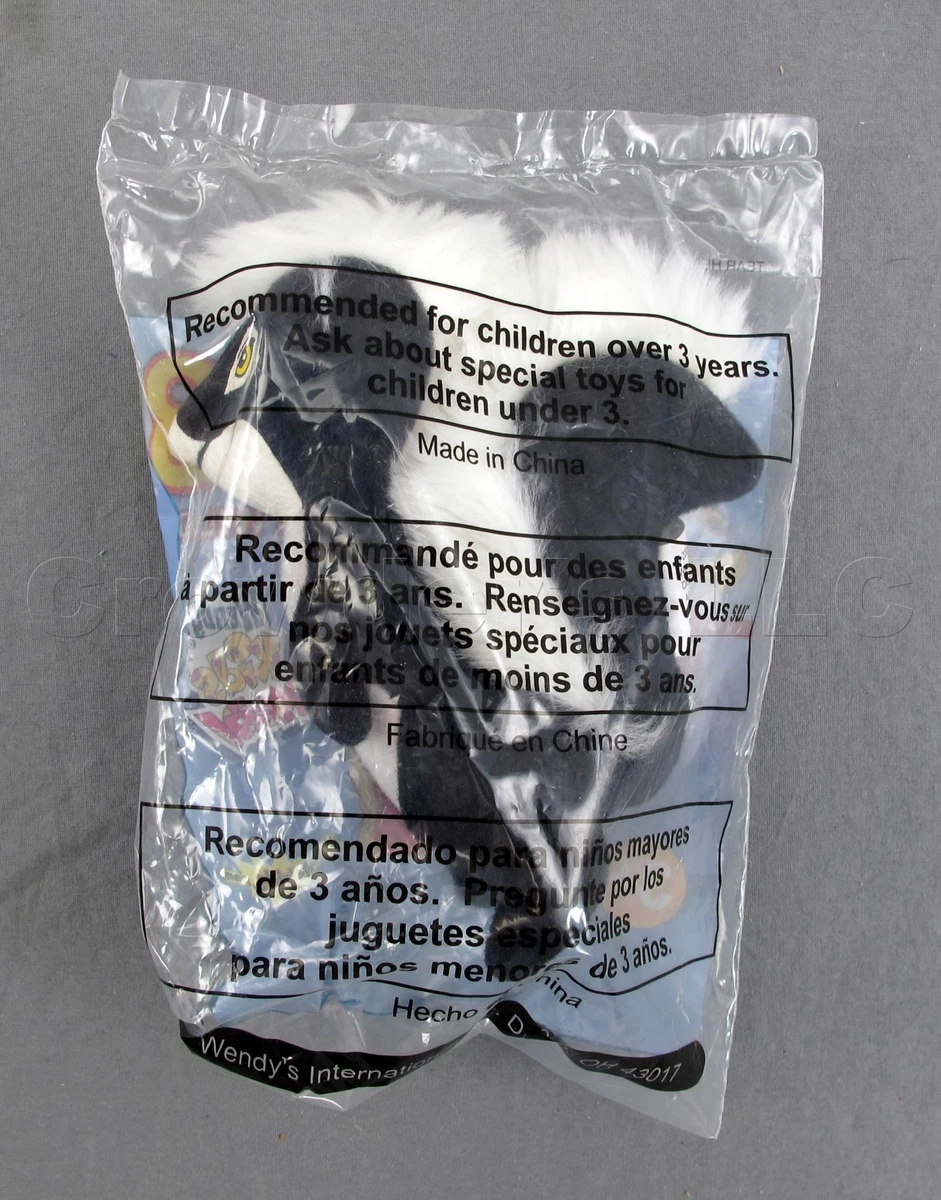 TEAR H
Recommended for children over 3 years.
Ask about special toys for
children under 3.
Made in China
Recommandé pour des enfants
à partir de 3 ans. Renseignez-vous sur
nos jouets spéciaux pour
enfants de moins de 3 ans.
Fabriqué en Chine
Recomendado para niños mayores
de 3 años. Pregunte por los
juguetes especiales
para niños menores de 3 años.
Hecho China
Wendy's International D OH 43017